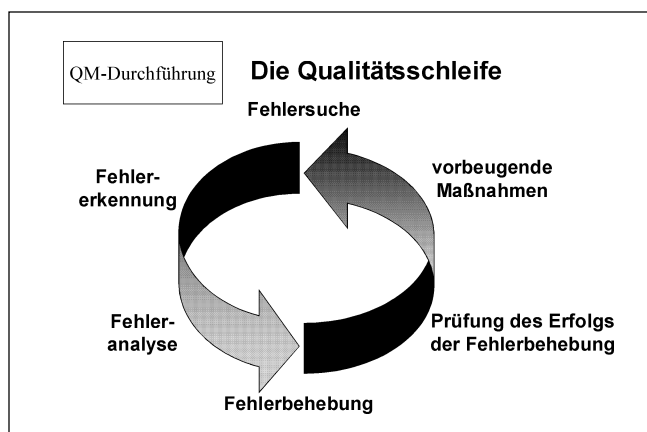 QM-Durchführung
Die Qualitätsschleife
Fehlersuche
Fehler-
erkennung
vorbeugende
Maßnahmen
Fehler-
analyse
Prüfung des Erfolgs
der Fehlerbehebung
Fehlerbehebung